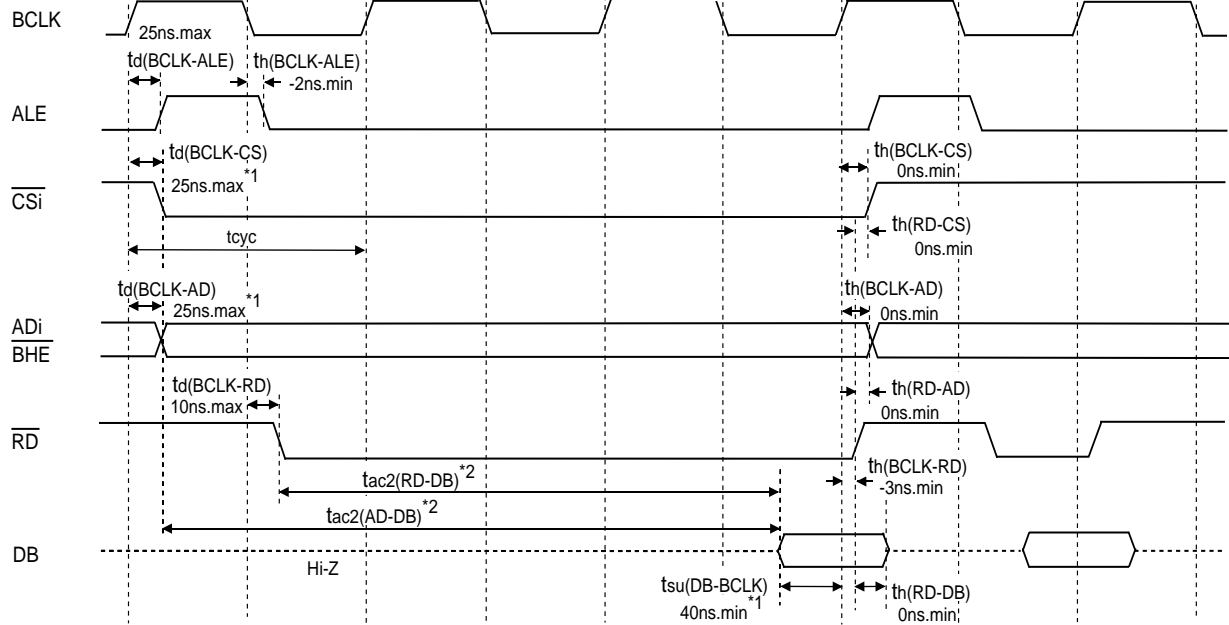 BCLK
25ns.max
td(BCLK-ALE)
th(BCLK-ALE)
-2ns.min
ALE
td(BCLK-CS)
25ns.max*1
th(BCLK-CS)
0ns.min
CSi
tcyc
th(RD-CS)
0ns.min
td(BCLK-AD)
25ns.max*1
th(BCLK-AD)
0ns.min
ADi
BHE
td(BCLK-RD)
10ns.max
th(RD-AD)
0ns.min
RD
tac2(RD-DB)*2
th(BCLK-RD)
-3ns.min
tac2(AD-DB)*2
DB
Hi-Z
tsu(DB-BCLK)
40ns.min*1
th(RD-DB)
0ns.min